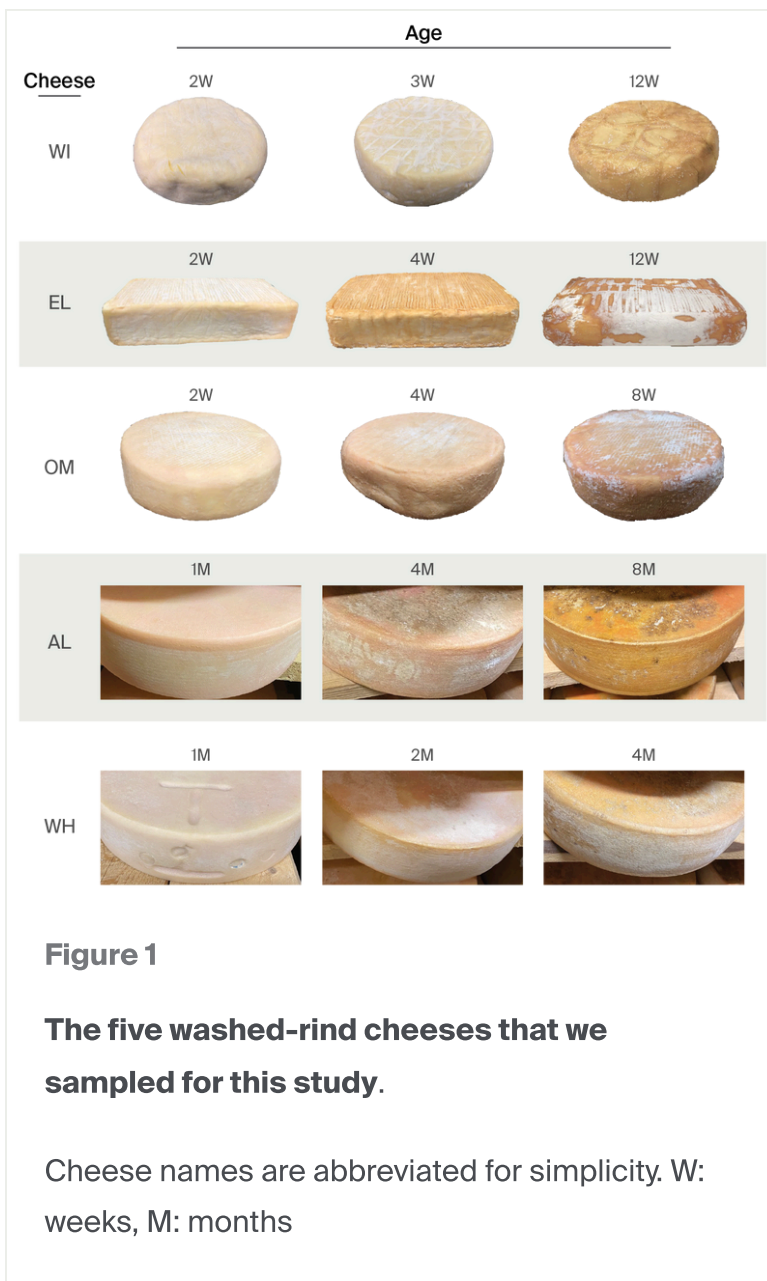 Age
Cheese
2W 3W 12W
WI
2W 4W 12W
EL
2W 4W 8W
OM
1M 4M 8M
AL
1M 2M 4M
WH
Figure 1
The five washed-rind cheeses that we
sampled for this study.
Cheese names are abbreviated for simplicity. W:
weeks, M: months